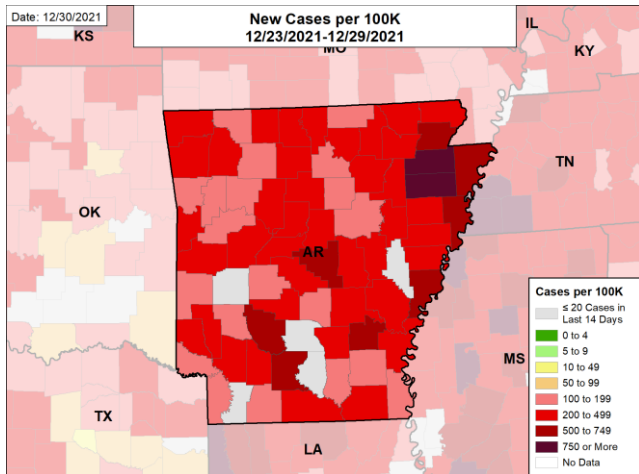 Date: 12/30/2021
New Cases per 100K
12/23/2021-12/29/2021
KS
MO
IL
KY
OK
AR
TN
TX
LA
MS
Cases per 100K
≤ 20 Cases in
Last 14 Days
0 to 4
5 to 9
10 to 49
50 to 99
100 to 199
200 to 499
500 to 749
750 or More
No Data